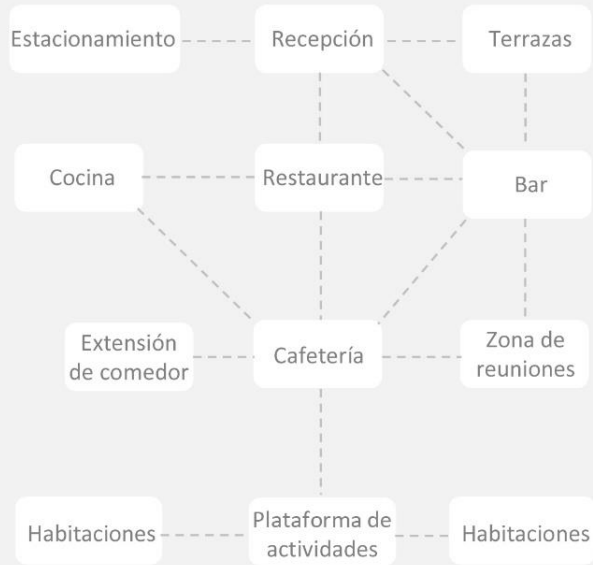 Estacionamiento
Recepción
Terrazas
Cocina
Restaurante
Bar
Extensión
de comedor
Cafetería
Zona de
reuniones
Habitaciones
Plataforma de
actividades
Habitaciones